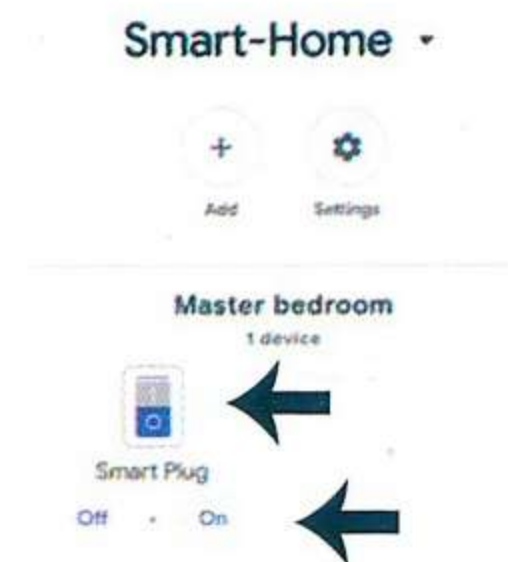 Smart-Home
Add Settings
Master bedroom
1 device
Smart Plug
Off · On